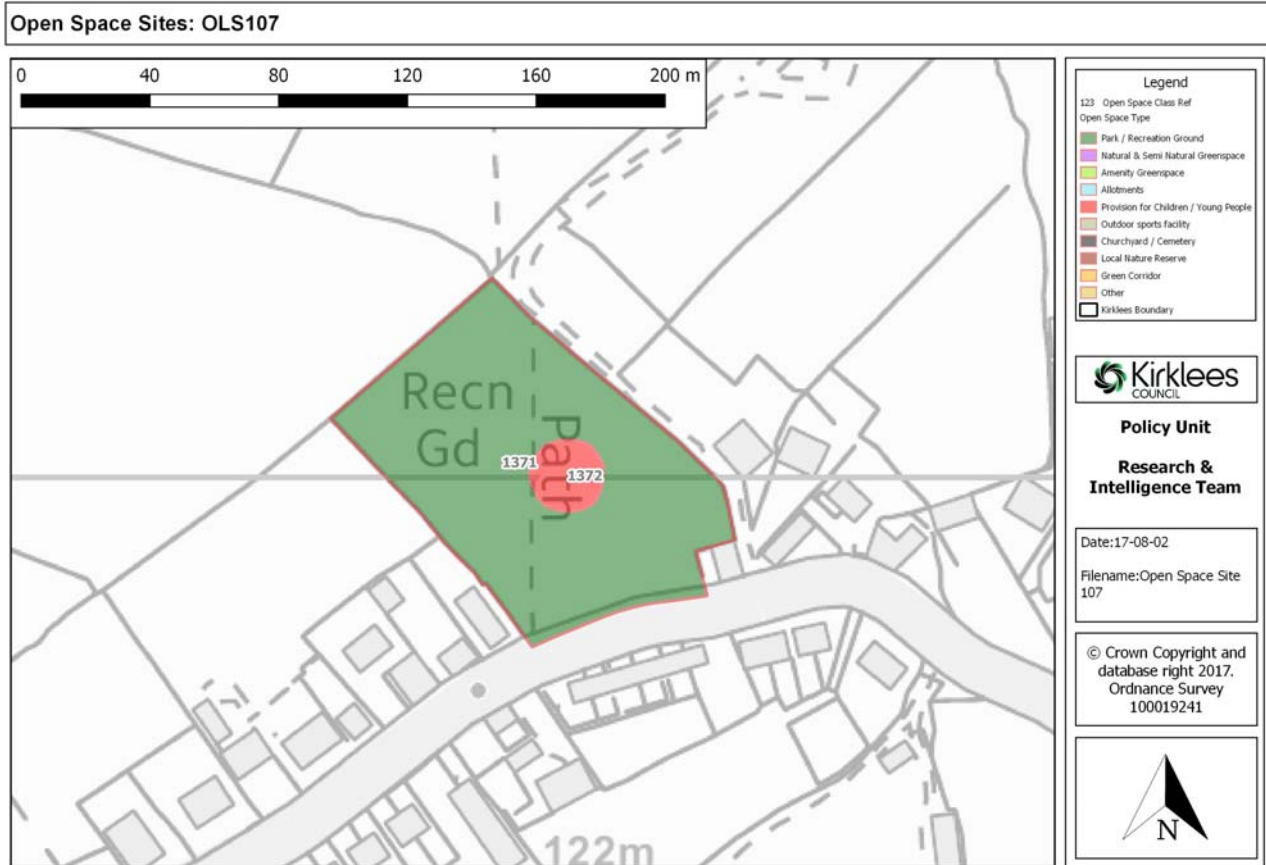 Open Space Sites: OLS107
0 40 80 120 160 200 m
Recn
Gd
Path
1371
1372
122m
Legend
123 Open Space Class Ref
Open Space Type
Park / Recreation Ground
Natural & Semi Natural Greenspace
Amenity Greenspace
Allotments
Provision for Children / Young People
Outdoor sports facility
Churchyard / Cemetery
Local Nature Reserve
Green Corridor
Other
Kirklees Boundary
Kirklees
COUNCIL
Policy Unit
Research &
Intelligence Team
Date:17-08-02
Filename:Open Space Site
107
© Crown Copyright and
database right 2017.
Ordnance Survey
100019241
N